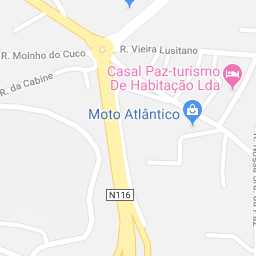 R. Vieira Lusitano
R. Moinho do Cuco
Casal Paz-turismo
De Habitação Lda
R. da Cabine
Moto Atlântico
N116